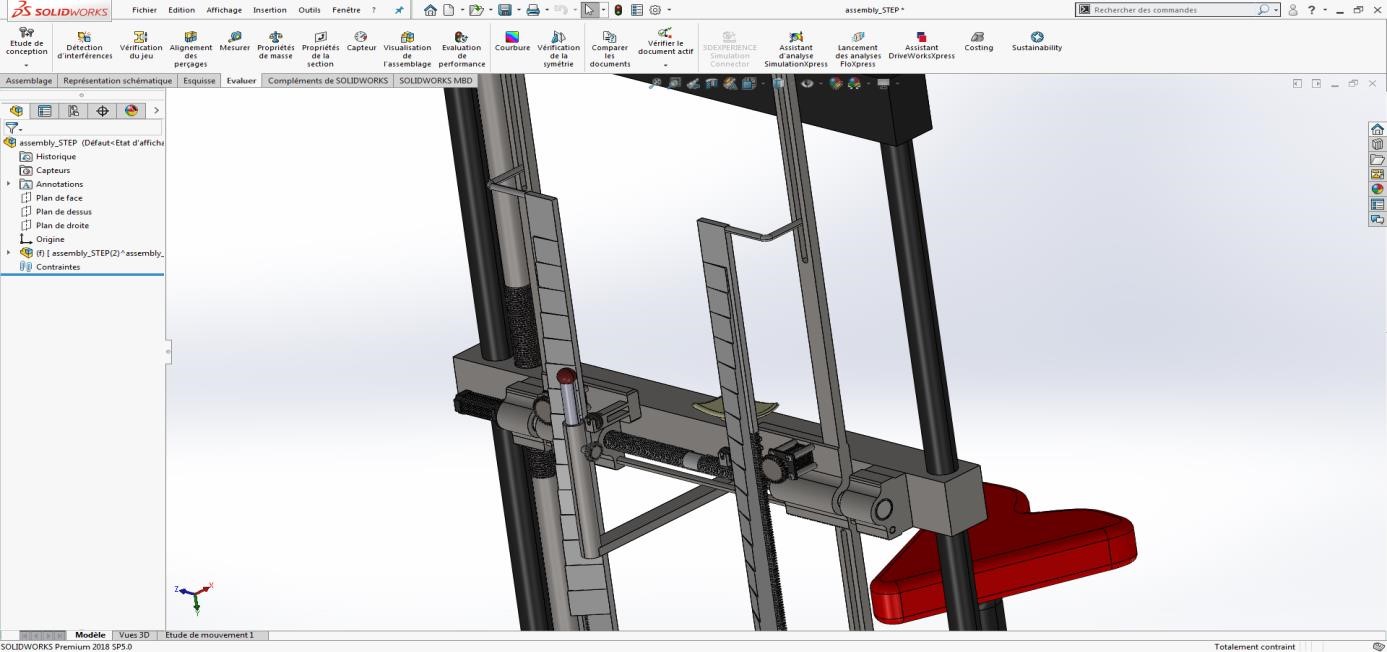 SOLIDWORKS
Fichier Edition Affichage Insertion Outils Fenêtre ?
assembly_STEP *
Rechercher des commandes
?
Etude de conception
Détection d'interférences
Vérification du jeu
Alignement des perçages
Mesurer
Propriétés de masse
Propriétés de la section
Capteur
Visualisation de l'assemblage
Evaluation de performance
Courbure
Vérification de la symétrie
Comparer les documents
Vérifier le document actif
3DEXPERIENCE Simulation Connector
Assistant d'analyse SimulationXpress
Lancement des analyses FloXpress
Assistant DriveWorksXpress
Costing
Sustainability
Assemblage Représentation schématique Esquisse Evaluer Compléments de SOLIDWORKS SOLIDWORKS MBD
assembly_STEP (Défaut<Etat d'afficha
Historique
Capteurs
Annotations
Plan de face
Plan de dessus
Plan de droite
Origine
(f) [ assembly_STEP(2)^assembly_
Contraintes
Z X
Y
Modèle Vues 3D Etude de mouvement 1
SOLIDWORKS Premium 2018 SP5.0
Totalement contraint